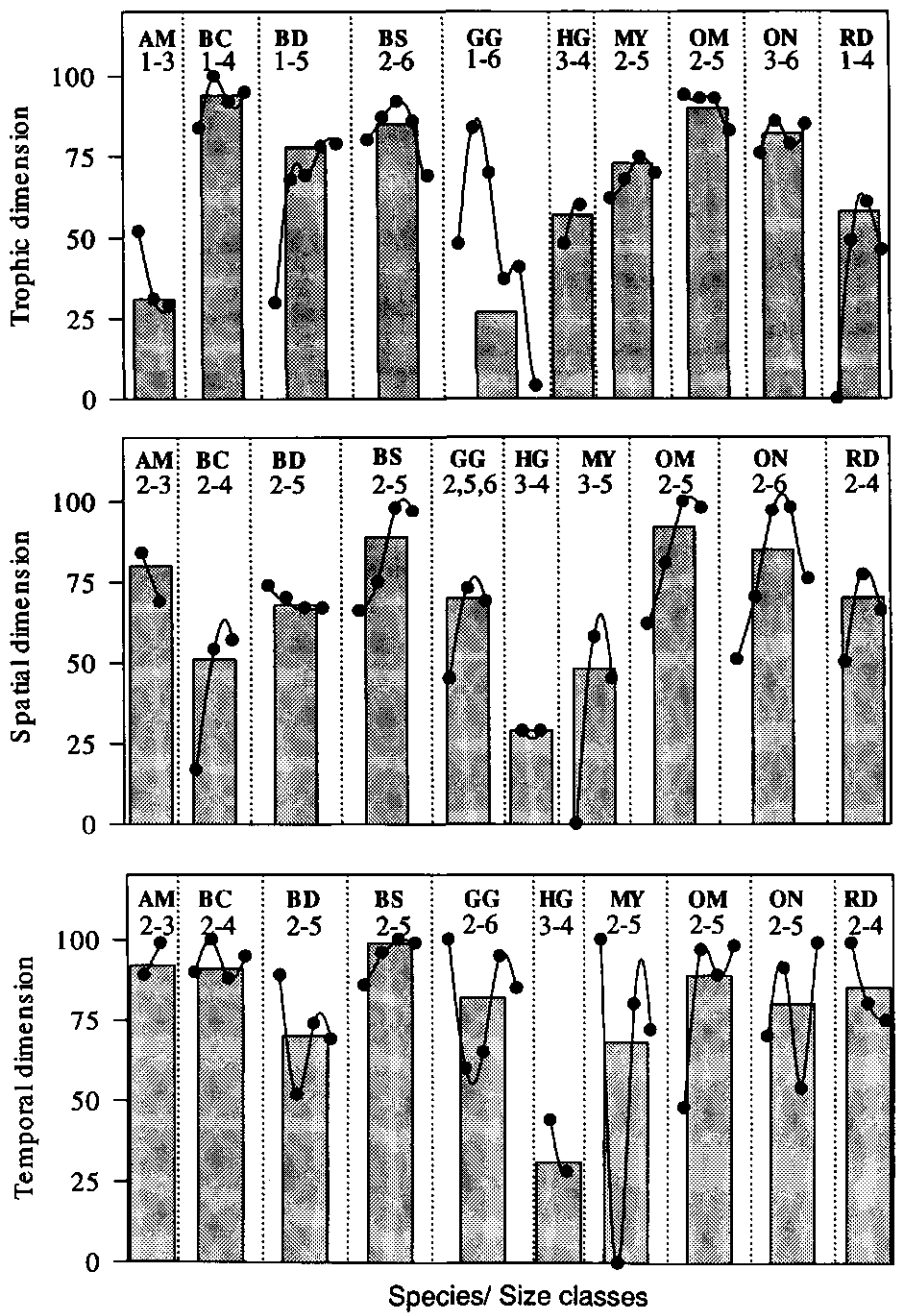 AM BC BD BS GG HG MY OM ON RD
1-3 1-4 1-5 2-6 1-6 3-4 2-5 2-5 3-6 1-4
100
75
50
25
0
Trophic dimension
AM BC BD BS GG HG MY OM ON RD
2-3 2-4 2-5 2-5 2,5,6 3-4 3-5 2-5 2-6 2-4
100
75
50
25
0
Spatial dimension
AM BC BD BS GG HG MY OM ON RD
2-3 2-4 2-5 2-5 2-6 3-4 2-5 2-5 2-5 2-4
100
75
50
25
0
Temporal dimension
Species/ Size classes